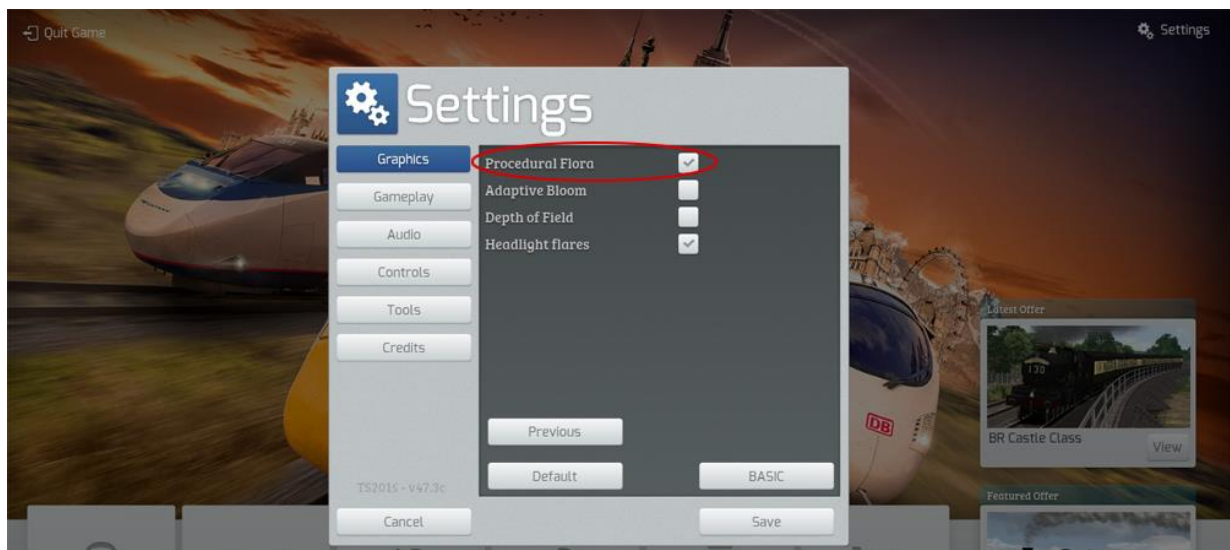 Quit Game
Settings
Settings
Graphics
Procedural Flora
Gameplay
Adaptive Bloom
Depth of Field
Audio
Headlight flares
Controls
Tools
Credits
Latest Offer
130
DB
BR Castle Class
View
Previous
Default
BASIC
TS2015 - v47.3c
Featured Offer
Cancel
Save